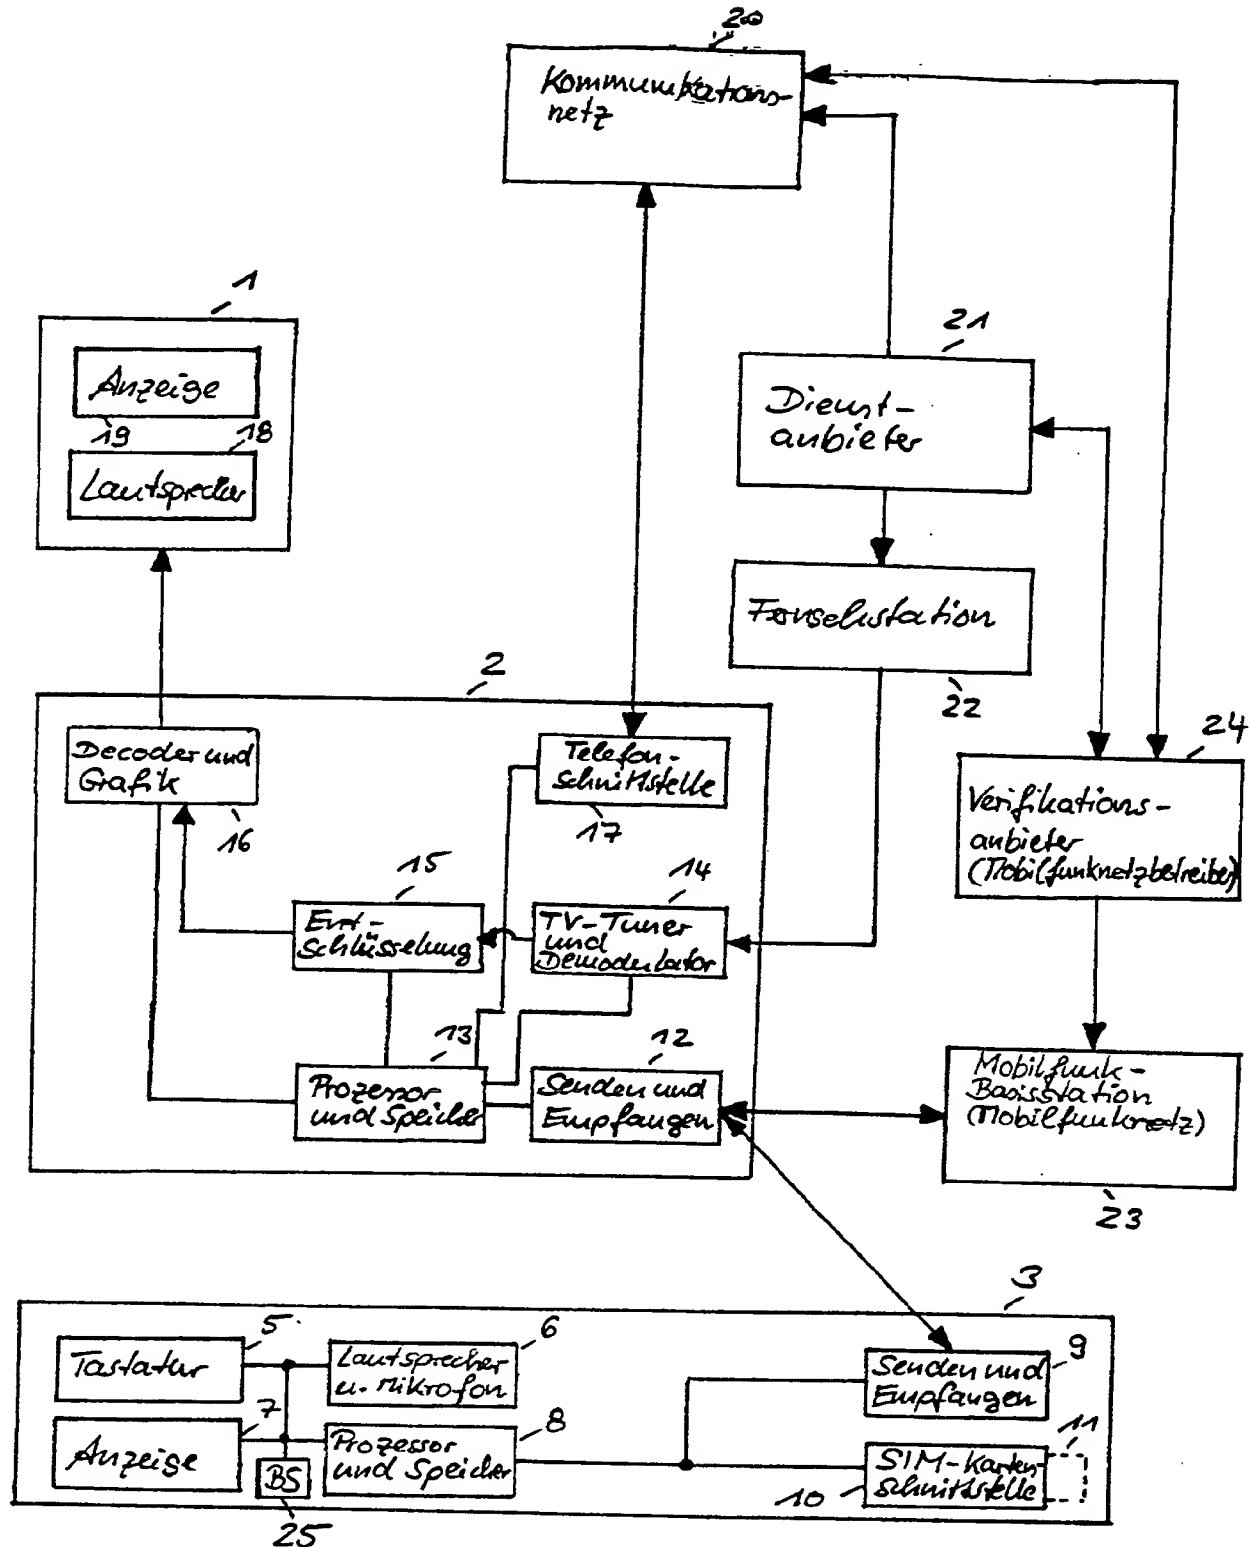 20
Kommunikations-
netz
1
Anzeige
19
18
Lautsprecher
21
Dienst-
anbieter
Fernsehstation
22
2
Decoder und
Grafik
16
Telefon-
schnittstelle
17
24
Verifikations-
anbieter
(Mobilfunknetzbetreiber)
15
Ent-
schlüsselung
14
TV-Tuner
und
Demodulator
13
Prozessor
und Speicher
12
Senden und
Empfangen
Mobilfunk-
Basisstation
(Mobilfunknetz)
23
3
5
Tastatur
6
Lautsprecher
u. Mikrofon
9
Senden und
Empfangen
7
Anzeige
8
Prozessor
und Speicher
BS
25
11
SIM-Karten-
schnittstelle
10